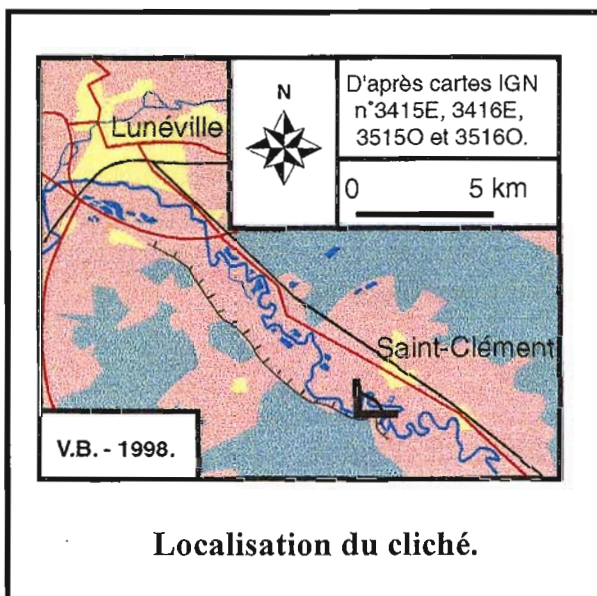 Lunéville
N
D'après cartes IGN
n°3415E, 3416E,
3515O et 3516O.
0 5 km
Saint-Clément
V.B. - 1998.
Localisation du cliché.